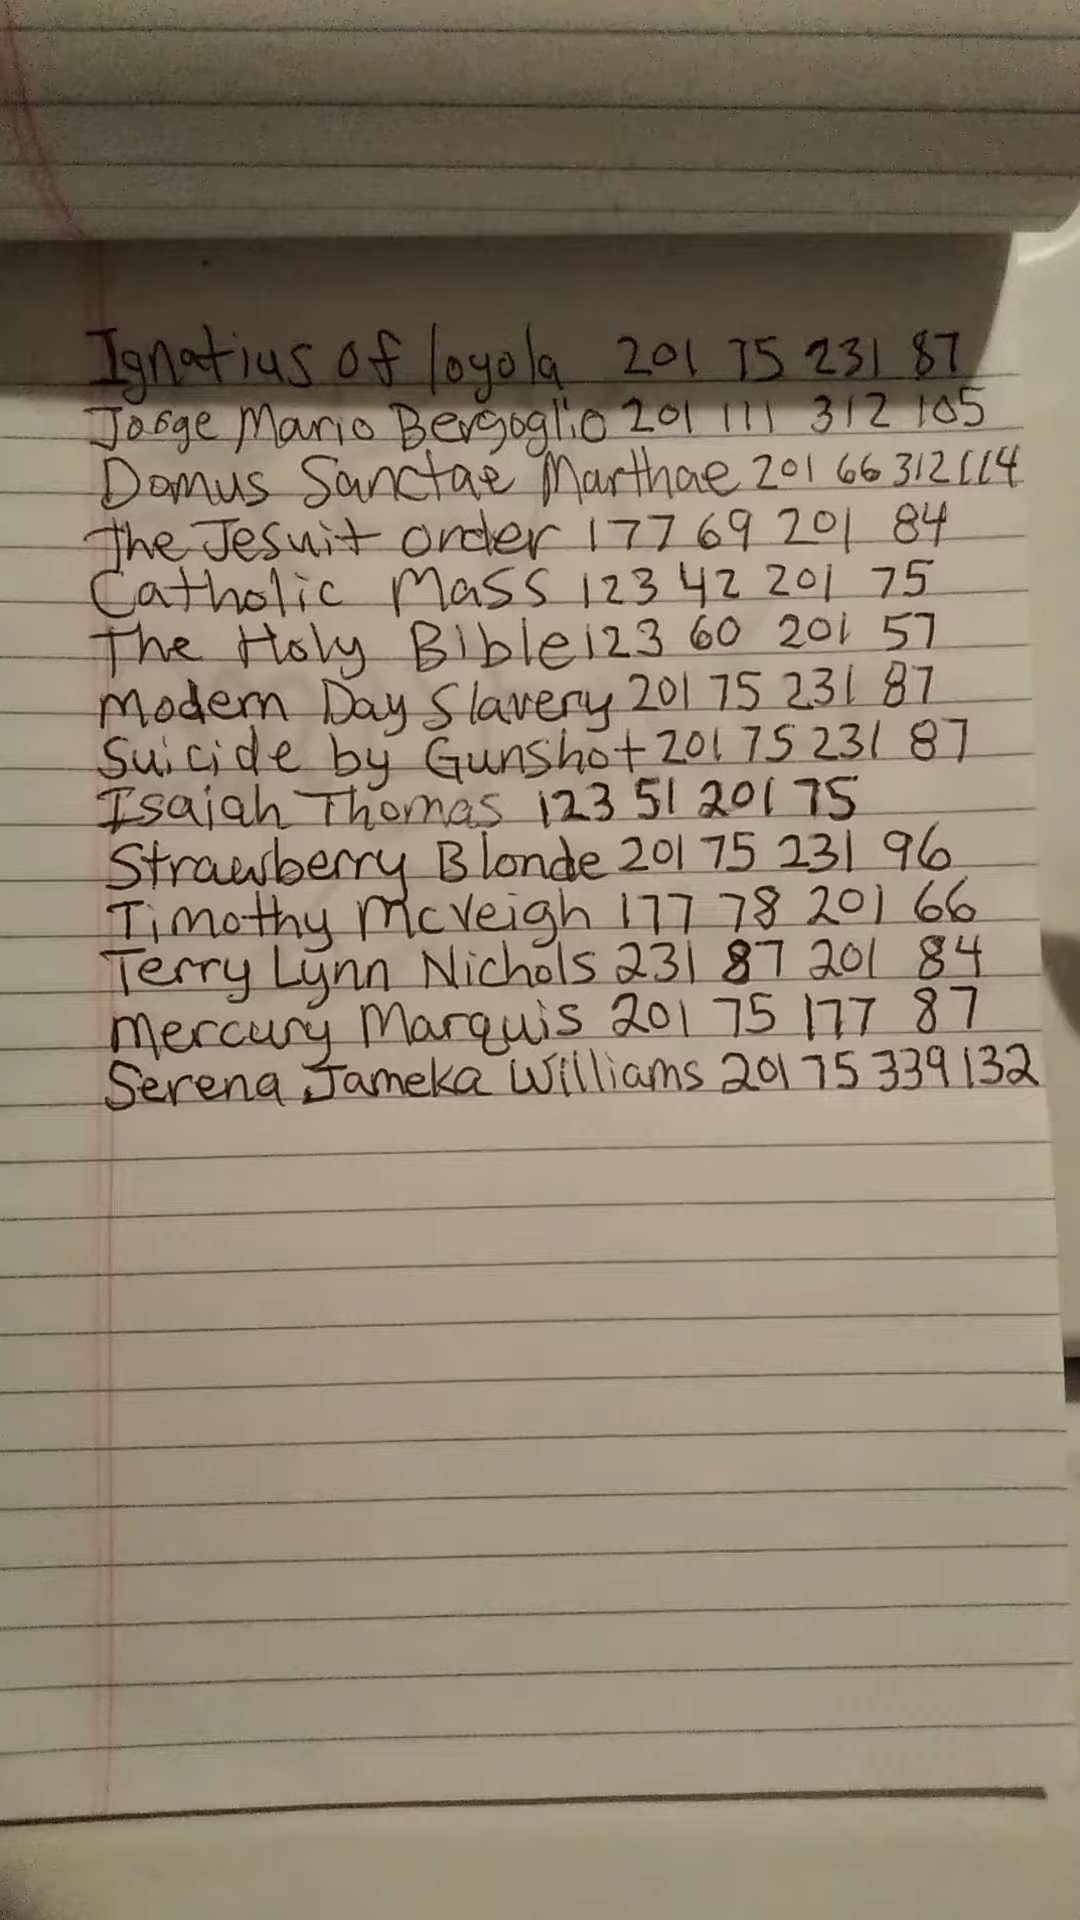 Ignatius of loyola 201 75 231 87
Jorge Mario Bergoglio 201 111 312 105
Domus Sanctae Marthae 201 66 312 114
The Jesuit order 177 69 201 84
Catholic Mass 123 42 201 75
The Holy Bible 123 60 201 57
Modern Day Slavery 201 75 231 87
Suicide by Gunshot 201 75 231 87
Isaiah Thomas 123 51 201 75
Strawberry Blonde 201 75 231 96
Timothy McVeigh 177 78 201 66
Terry Lynn Nichols 231 87 201 84
Mercury Marquis 201 75 177 87
Serena Jameka Williams 201 75 339 132